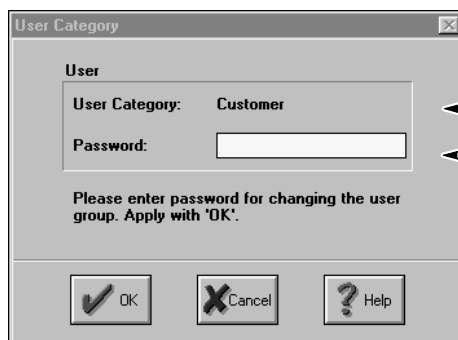 User Category
User
User Category: Customer
Password:
Please enter password for changing the user
group. Apply with 'OK'.
OK Cancel Help